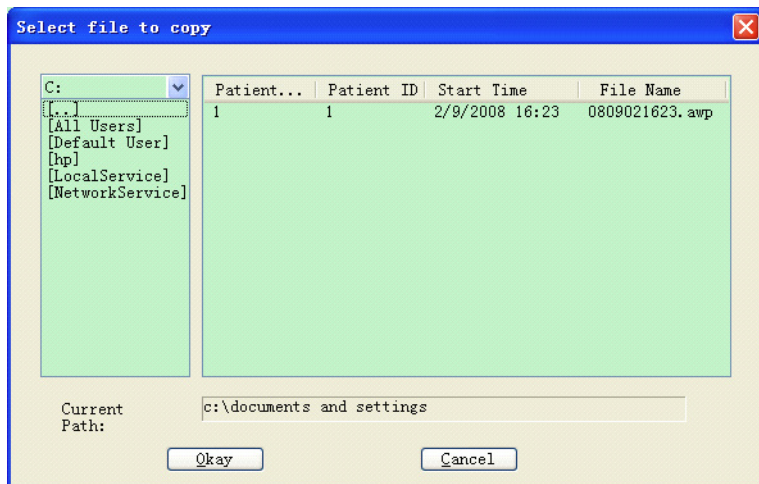 Select file to copy
C:
[..]
[All Users]
[Default User]
[hp]
[LocalService]
[NetworkService]
Patient... Patient ID Start Time File Name
1 1 2/9/2008 16:23 0809021623.awp
Current Path:
c:\documents and settings
Okay Cancel